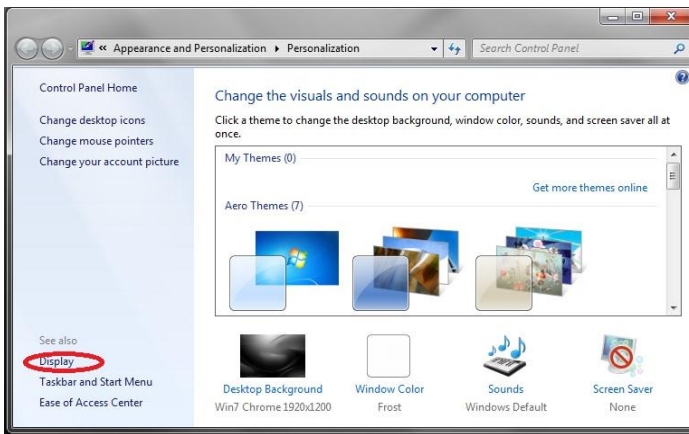 « Appearance and Personalization ▸ Personalization
Search Control Panel
Control Panel Home
Change desktop icons
Change mouse pointers
Change your account picture
See also
Display
Taskbar and Start Menu
Ease of Access Center
Change the visuals and sounds on your computer
Click a theme to change the desktop background, window color, sounds, and screen saver all at
once.
My Themes (0)
Get more themes online
Aero Themes (7)
Desktop Background
Win7 Chrome 1920x1200
Window Color
Frost
Sounds
Windows Default
Screen Saver
None